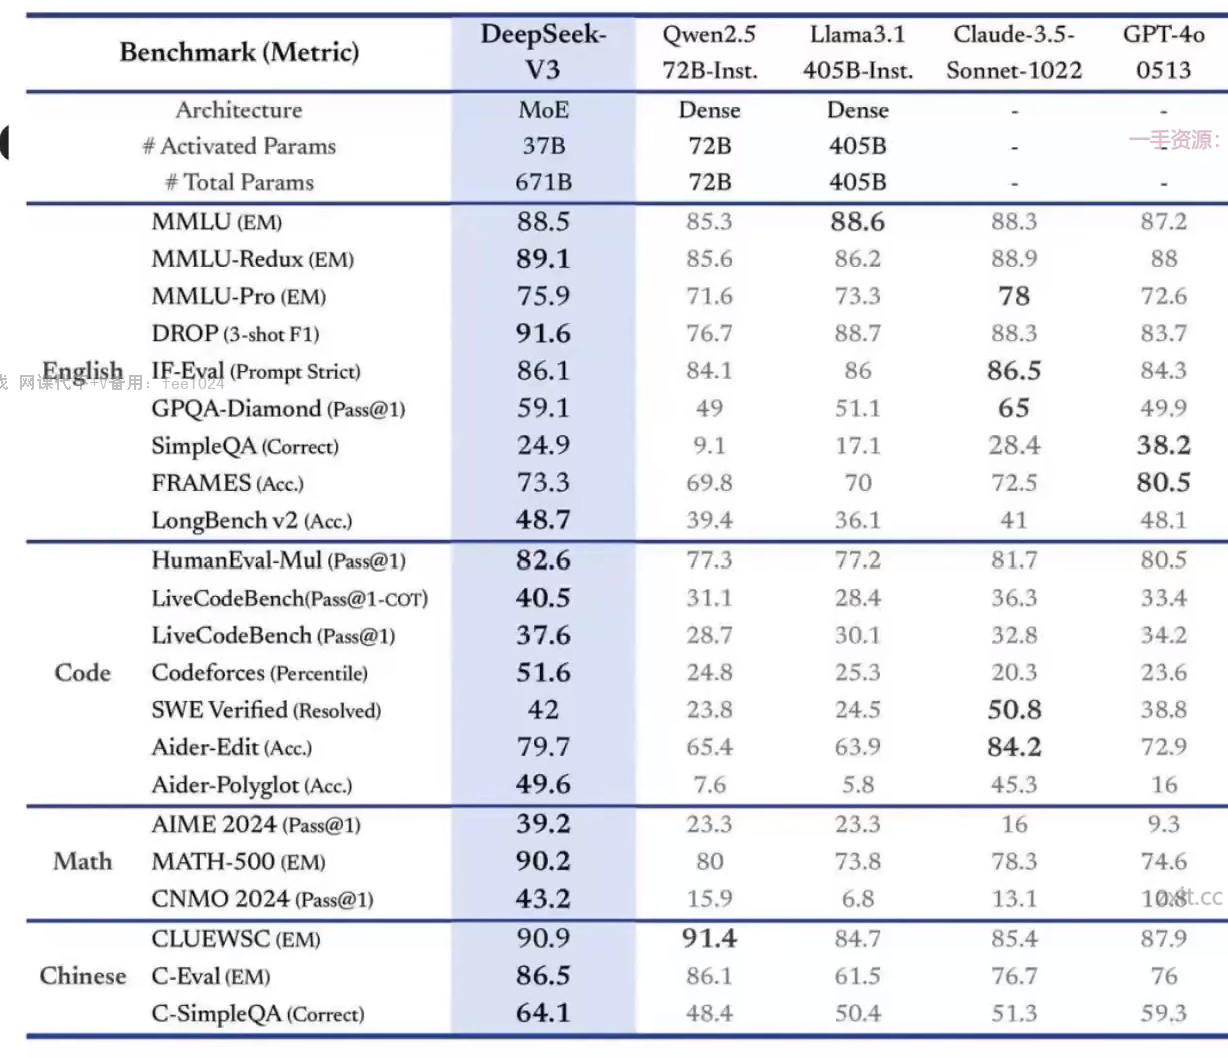 Benchmark (Metric) DeepSeek-V3 Qwen2.5 72B-Inst. Llama3.1 405B-Inst. Claude-3.5-Sonnet-1022 GPT-4o 0513
Architecture MoE Dense Dense - -
# Activated Params 37B 72B 405B - -
一手资源:
# Total Params 671B 72B 405B - -
English
MMLU (EM) 88.5 85.3 88.6 88.3 87.2
MMLU-Redux (EM) 89.1 85.6 86.2 88.9 88
MMLU-Pro (EM) 75.9 71.6 73.3 78 72.6
DROP (3-shot F1) 91.6 76.7 88.7 88.3 83.7
IF-Eval (Prompt Strict) 86.1 84.1 86 86.5 84.3
GPQA-Diamond (Pass@1) 59.1 49 51.1 65 49.9
SimpleQA (Correct) 24.9 9.1 17.1 28.4 38.2
FRAMES (Acc.) 73.3 69.8 70 72.5 80.5
LongBench v2 (Acc.) 48.7 39.4 36.1 41 48.1
Code
HumanEval-Mul (Pass@1) 82.6 77.3 77.2 81.7 80.5
LiveCodeBench(Pass@1-COT) 40.5 31.1 28.4 36.3 33.4
LiveCodeBench (Pass@1) 37.6 28.7 30.1 32.8 34.2
Codeforces (Percentile) 51.6 24.8 25.3 20.3 23.6
SWE Verified (Resolved) 42 23.8 24.5 50.8 38.8
Aider-Edit (Acc.) 79.7 65.4 63.9 84.2 72.9
Aider-Polyglot (Acc.) 49.6 7.6 5.8 45.3 16
Math
AIME 2024 (Pass@1) 39.2 23.3 23.3 16 9.3
MATH-500 (EM) 90.2 80 73.8 78.3 74.6
CNMO 2024 (Pass@1) 43.2 15.9 6.8 13.1 10.8
Chinese
CLUEWSC (EM) 90.9 91.4 84.7 85.4 87.9
C-Eval (EM) 86.5 86.1 61.5 76.7 76
C-SimpleQA (Correct) 64.1 48.4 50.4 51.3 59.3